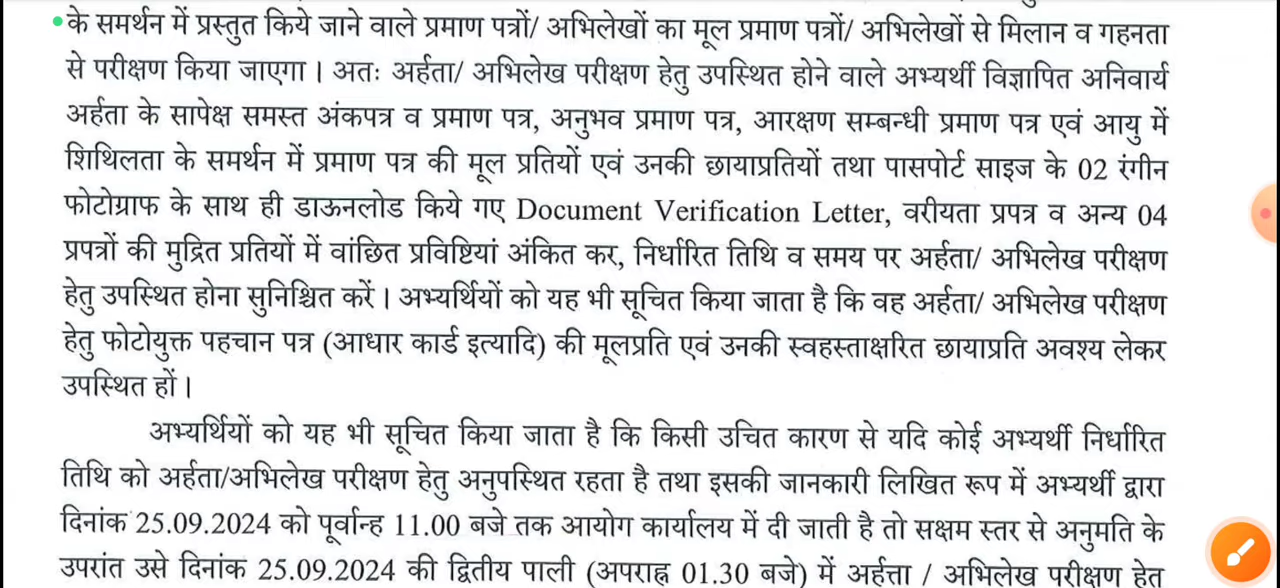 के समर्थन में प्रस्तुत किये जाने वाले प्रमाण पत्रों/ अभिलेखों का मूल प्रमाण पत्रों/ अभिलेखों से मिलान व गहनता
से परीक्षण किया जाएगा। अतः अर्हता/ अभिलेख परीक्षण हेतु उपस्थित होने वाले अभ्यर्थी विज्ञापित अनिवार्य
अर्हता के सापेक्ष समस्त अंकपत्र व प्रमाण पत्र, अनुभव प्रमाण पत्र, आरक्षण सम्बन्धी प्रमाण पत्र एवं आयु में
शिथिलता के समर्थन में प्रमाण पत्र की मूल प्रतियों एवं उनकी छायाप्रतियों तथा पासपोर्ट साइज के 02 रंगीन
फोटोग्राफ के साथ ही डाऊनलोड किये गए Document Verification Letter, वरीयता प्रपत्र व अन्य 04
प्रपत्रों की मुद्रित प्रतियों में वांछित प्रविष्टियां अंकित कर, निर्धारित तिथि व समय पर अर्हता/ अभिलेख परीक्षण
हेतु उपस्थित होना सुनिश्चित करें। अभ्यर्थियों को यह भी सूचित किया जाता है कि वह अर्हता/ अभिलेख परीक्षण
हेतु फोटोयुक्त पहचान पत्र (आधार कार्ड इत्यादि) की मूलप्रति एवं उनकी स्वहस्ताक्षरित छायाप्रति अवश्य लेकर
उपस्थित हों।
अभ्यर्थियों को यह भी सूचित किया जाता है कि किसी उचित कारण से यदि कोई अभ्यर्थी निर्धारित
तिथि को अर्हता/अभिलेख परीक्षण हेतु अनुपस्थित रहता है तथा इसकी जानकारी लिखित रूप में अभ्यर्थी द्वारा
दिनांक 25.09.2024 को पूर्वान्ह 11.00 बजे तक आयोग कार्यालय में दी जाती है तो सक्षम स्तर से अनुमति के
उपरांत उसे दिनांक 25.09.2024 की द्वितीय पाली (अपराह्न 01.30 बजे) में अर्हत्ता / अभिलेख परीक्षण हेतु